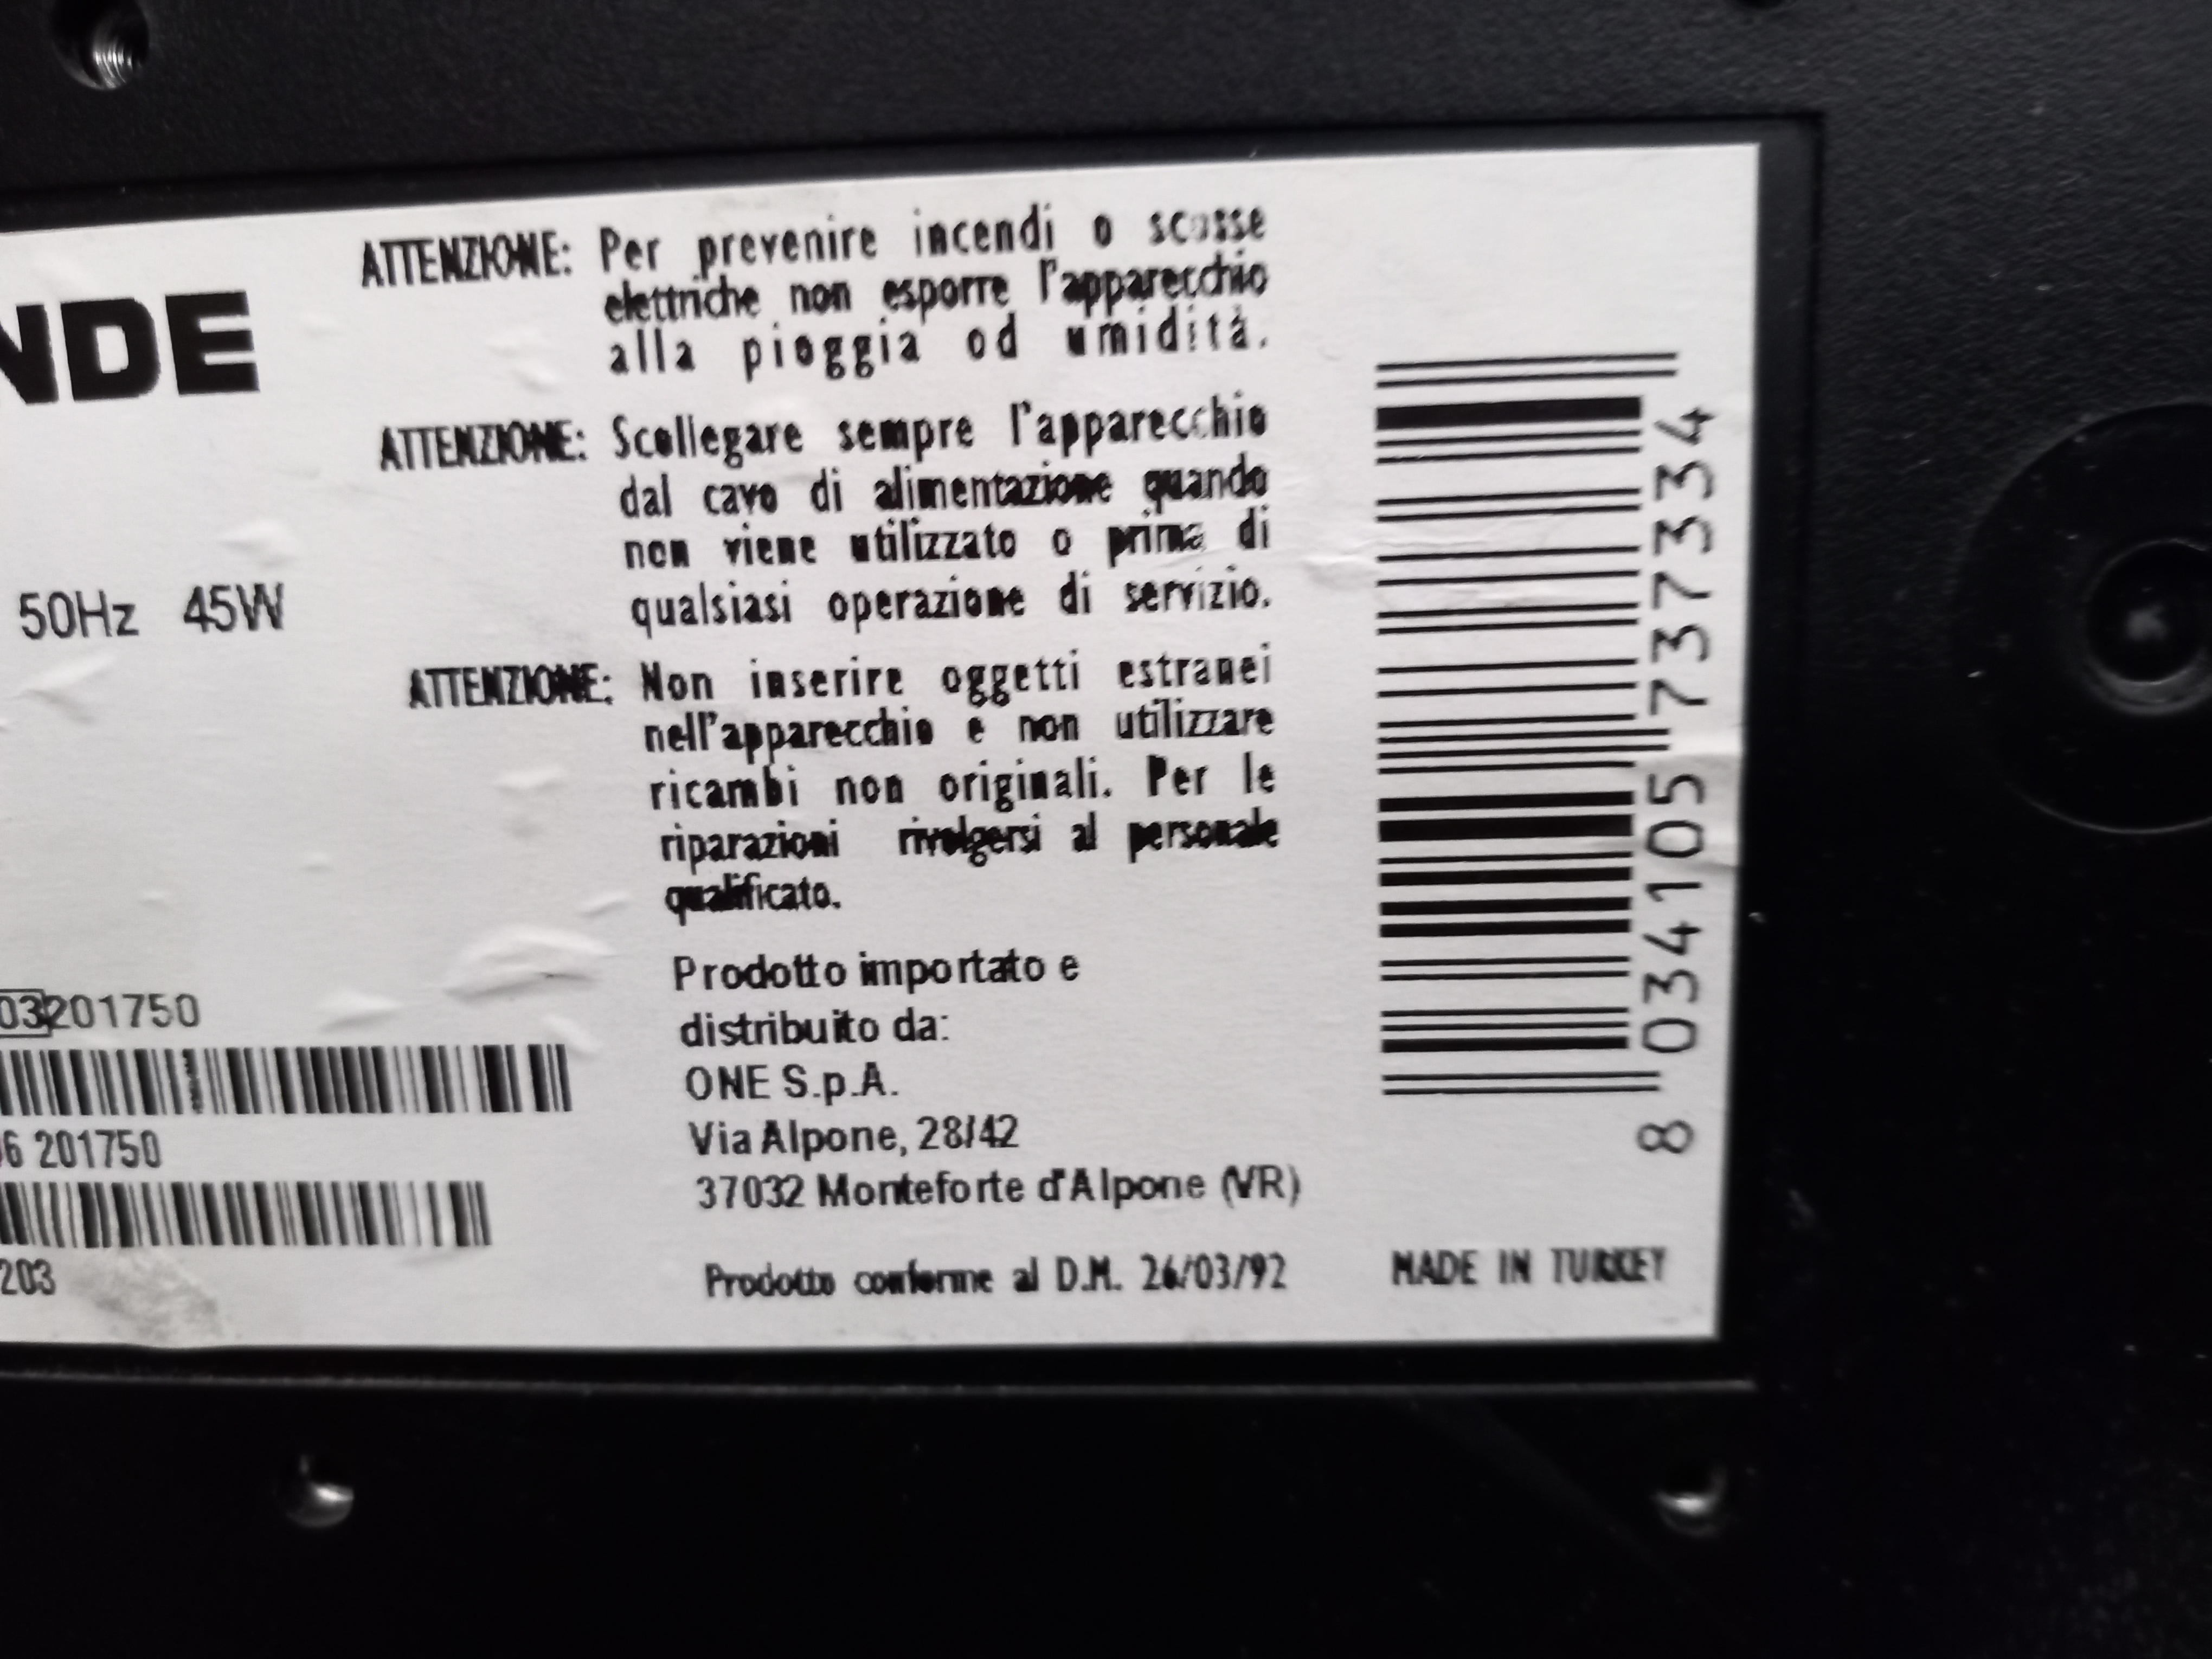 NDE
50Hz 45W
ATTENZIONE: Per prevenire incendi o scosse
elettriche non esporre l'apparecchio
alla pioggia od umidità.
ATTENZIONE: Scollegare sempre l'apparecchio
dal cavo di alimentazione quando
non viene utilizzato o prima di
qualsiasi operazione di servizio.
ATTENZIONE: Non inserire oggetti estranei
nell'apparecchio e non utilizzare
ricambi non originali. Per le
riparazioni rivolgersi al personale
qualificato.
03201750
6 201750
203
Prodotto importato e
distribuito da:
ONE S.p.A.
Via Alpone, 28/42
37032 Monteforte d'Alpone (VR)
Prodotto conforme al D.M. 26/03/92
8 034105 737334
MADE IN TURKEY